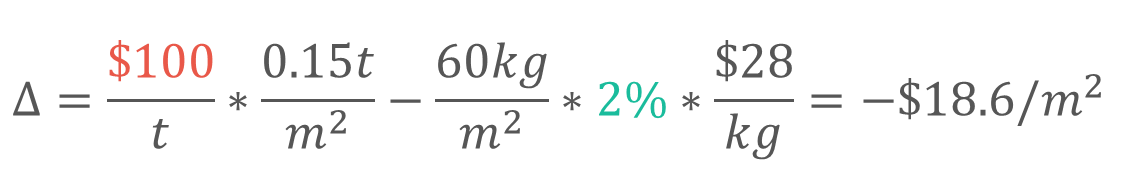 Δ = $100/t * 0.15t/m² − 60kg/m² * 2% * $28/kg = −$18.6/m²